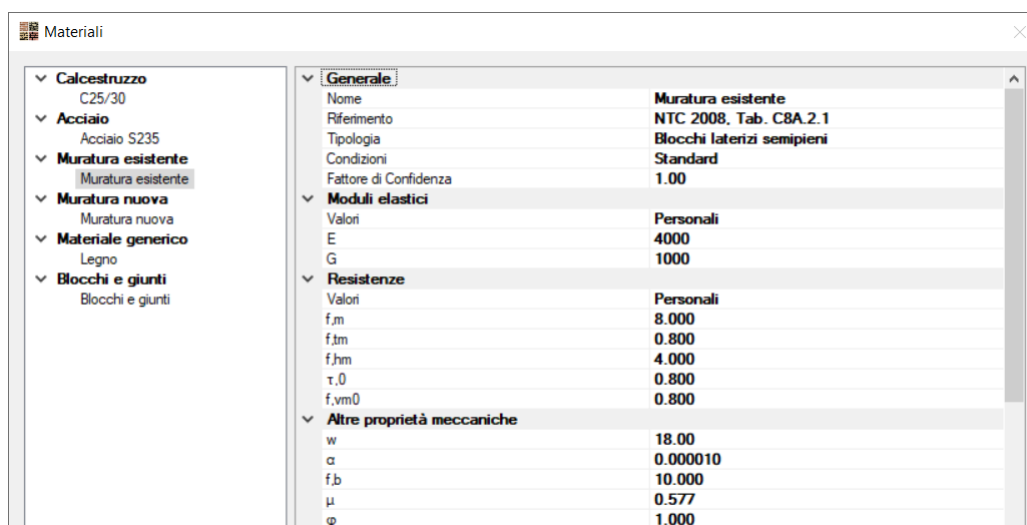 Materiali
Calcestruzzo
C25/30
Acciaio
Acciaio S235
Muratura esistente
Muratura esistente
Muratura nuova
Muratura nuova
Materiale generico
Legno
Blocchi e giunti
Blocchi e giunti
Generale
Nome Muratura esistente
Riferimento NTC 2008, Tab. C8A.2.1
Tipologia Blocchi laterizi semipieni
Condizioni Standard
Fattore di Confidenza 1.00
Moduli elastici
Valori Personali
E 4000
G 1000
Resistenze
Valori Personali
f,m 8.000
f,tm 0.800
f,hm 4.000
τ,0 0.800
f,vm0 0.800
Altre proprietà meccaniche
w 18.00
α 0.000010
f,b 10.000
μ 0.577
φ 1.000